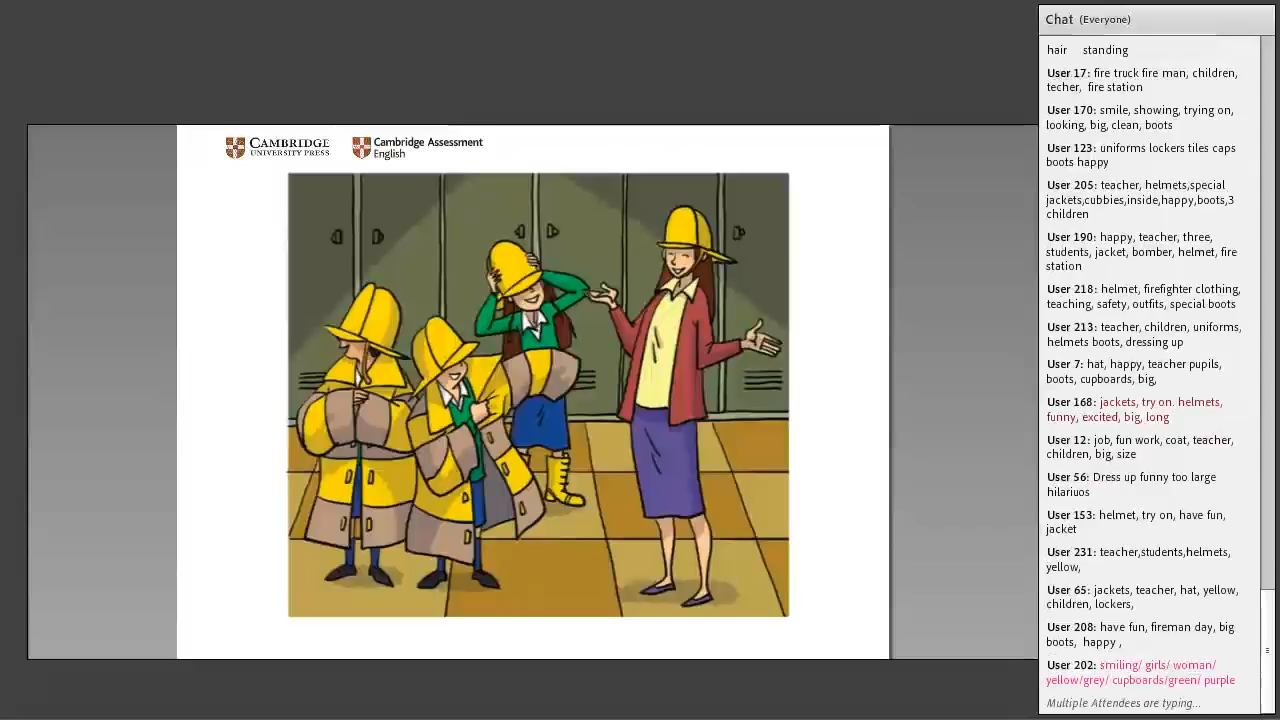 Chat (Everyone)
hair standing
User 17: fire truck fire man, children,
techer, fire station
User 170: smile, showing, trying on,
looking, big, clean, boots
User 123: uniforms lockers tiles caps
boots happy
User 205: teacher, helmets,special
jackets,cubbies,inside,happy,boots,3
children
User 190: happy, teacher, three,
students, jacket, bomber, helmet, fire
station
User 218: helmet, firefighter clothing,
teaching, safety, outfits, special boots
User 213: teacher, children, uniforms,
helmets boots, dressing up
User 7: hat, happy, teacher pupils,
boots, cupboards, big,
User 168: jackets, try on. helmets,
funny, excited, big, long
User 12: job, fun work, coat, teacher,
children, big, size
User 56: Dress up funny too large
hilariuos
User 153: helmet, try on, have fun,
jacket
User 231: teacher,students,helmets,
yellow,
User 65: jackets, teacher, hat, yellow,
children, lockers,
User 208: have fun, fireman day, big
boots, happy ,
User 202: smiling/ girls/ woman/
yellow/grey/ cupboards/green/ purple
Multiple Attendees are typing...
CAMBRIDGE
UNIVERSITY PRESS
Cambridge Assessment
English